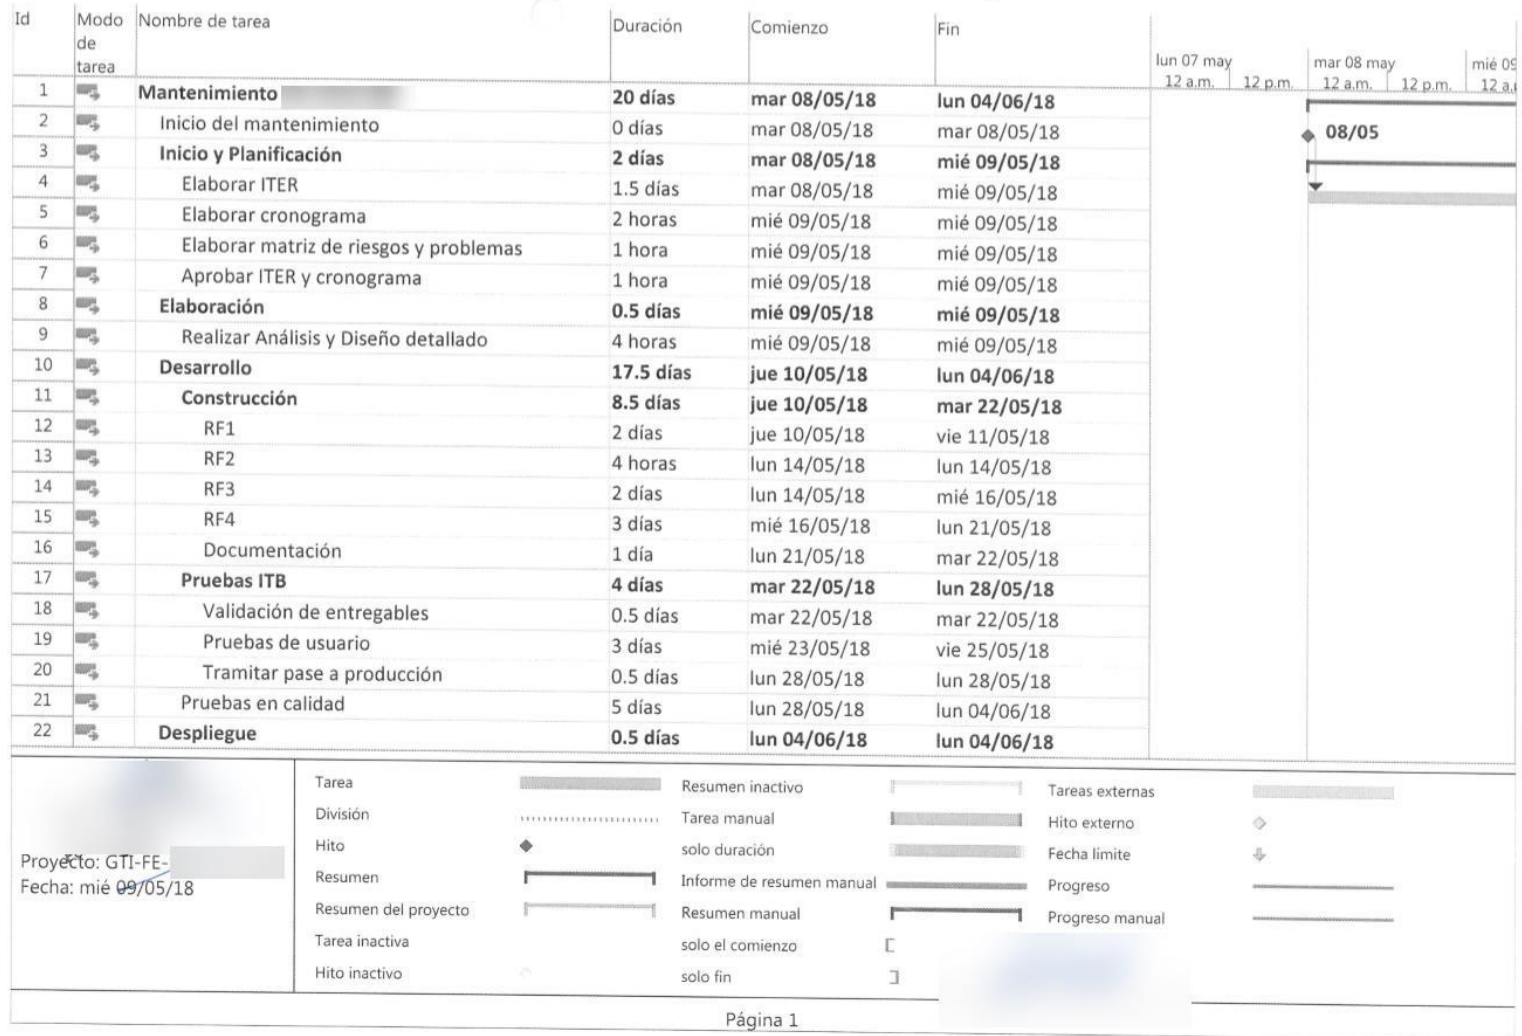 Id Modo de tarea Nombre de tarea Duración Comienzo Fin
lun 07 may mar 08 may mié 09
12 a.m. 12 p.m. 12 a.m. 12 p.m. 12 a.
1 Mantenimiento 20 días mar 08/05/18 lun 04/06/18
2 Inicio del mantenimiento 0 días mar 08/05/18 mar 08/05/18 08/05
3 Inicio y Planificación 2 días mar 08/05/18 mié 09/05/18
4 Elaborar ITER 1.5 días mar 08/05/18 mié 09/05/18
5 Elaborar cronograma 2 horas mié 09/05/18 mié 09/05/18
6 Elaborar matriz de riesgos y problemas 1 hora mié 09/05/18 mié 09/05/18
7 Aprobar ITER y cronograma 1 hora mié 09/05/18 mié 09/05/18
8 Elaboración 0.5 días mié 09/05/18 mié 09/05/18
9 Realizar Análisis y Diseño detallado 4 horas mié 09/05/18 mié 09/05/18
10 Desarrollo 17.5 días jue 10/05/18 lun 04/06/18
11 Construcción 8.5 días jue 10/05/18 mar 22/05/18
12 RF1 2 días jue 10/05/18 vie 11/05/18
13 RF2 4 horas lun 14/05/18 lun 14/05/18
14 RF3 2 días lun 14/05/18 mié 16/05/18
15 RF4 3 días mié 16/05/18 lun 21/05/18
16 Documentación 1 día lun 21/05/18 mar 22/05/18
17 Pruebas ITB 4 días mar 22/05/18 lun 28/05/18
18 Validación de entregables 0.5 días mar 22/05/18 mar 22/05/18
19 Pruebas de usuario 3 días mié 23/05/18 vie 25/05/18
20 Tramitar pase a producción 0.5 días lun 28/05/18 lun 28/05/18
21 Pruebas en calidad 5 días lun 28/05/18 lun 04/06/18
22 Despliegue 0.5 días lun 04/06/18 lun 04/06/18
Proyecto: GTI-FE-
Fecha: mié 09/05/18
Tarea
División
Hito
Resumen
Resumen del proyecto
Tarea inactiva
Hito inactivo
Resumen inactivo
Tarea manual
solo duración
Informe de resumen manual
Resumen manual
solo el comienzo
solo fin
Tareas externas
Hito externo
Fecha límite
Progreso
Progreso manual
Página 1